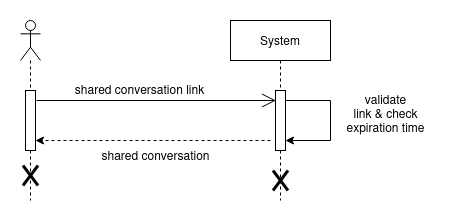 System
shared conversation link
validate
link & check
expiration time
shared conversation